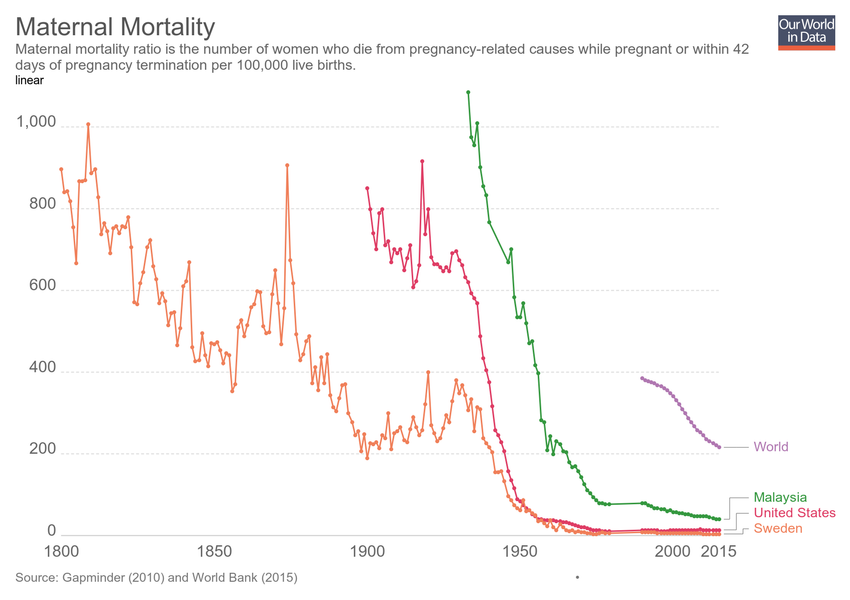 Maternal Mortality
Our World
in Data
Maternal mortality ratio is the number of women who die from pregnancy-related causes while pregnant or within 42
days of pregnancy termination per 100,000 live births.
linear
1,000
800
600
400
200
0
World
Malaysia
United States
Sweden
1800 1850 1900 1950 2000 2015
Source: Gapminder (2010) and World Bank (2015)